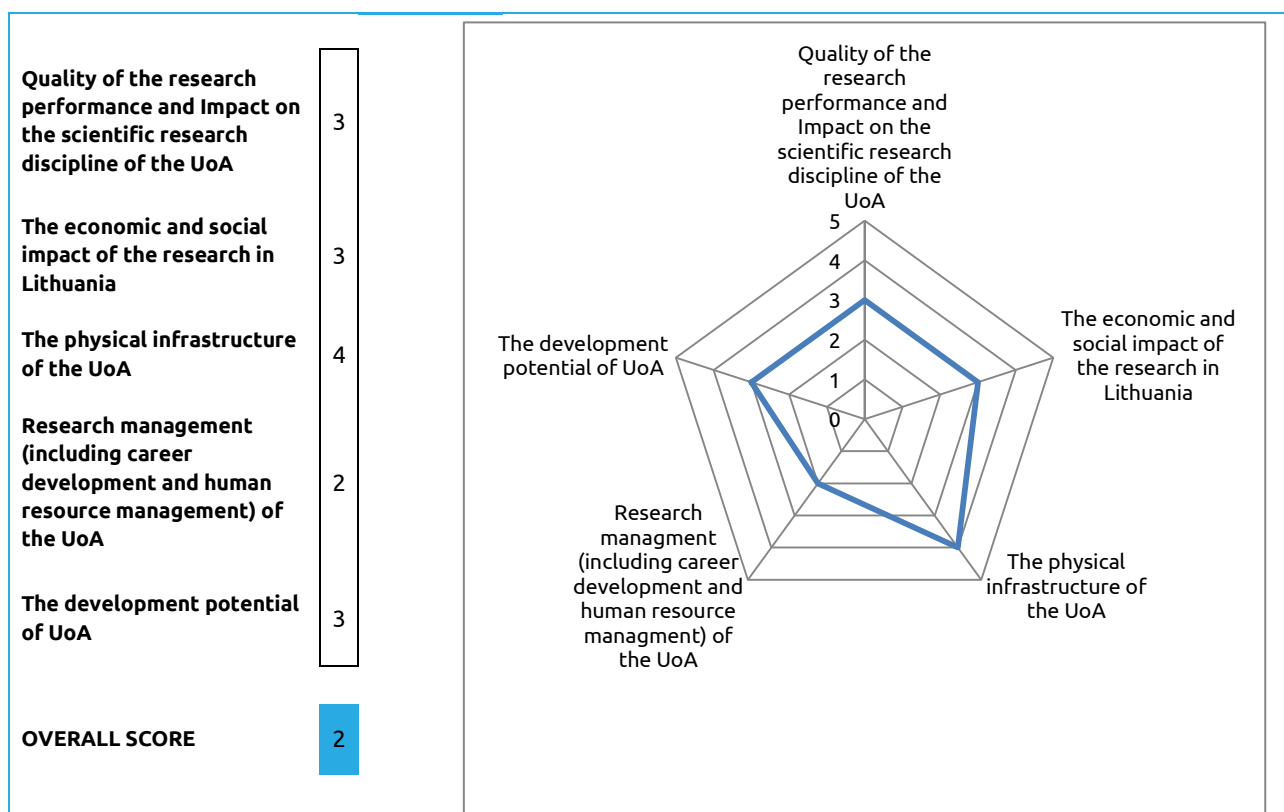 Quality of the research
performance and Impact on
the scientific research
discipline of the UoA
3
The economic and social
impact of the research in
Lithuania
3
The physical infrastructure
of the UoA
4
Research management
(including career
development and human
resource management) of
the UoA
2
The development potential
of UoA
3
OVERALL SCORE
2
Quality of the
research
performance and
Impact on the
scientific research
discipline of the
UoA
5
4
3
2
1
0
The economic and
social impact of
the research in
Lithuania
The physical
infrastructure of
the UoA
Research
managment
(including career
development and
human resource
managment) of
the UoA
The development
potential of UoA